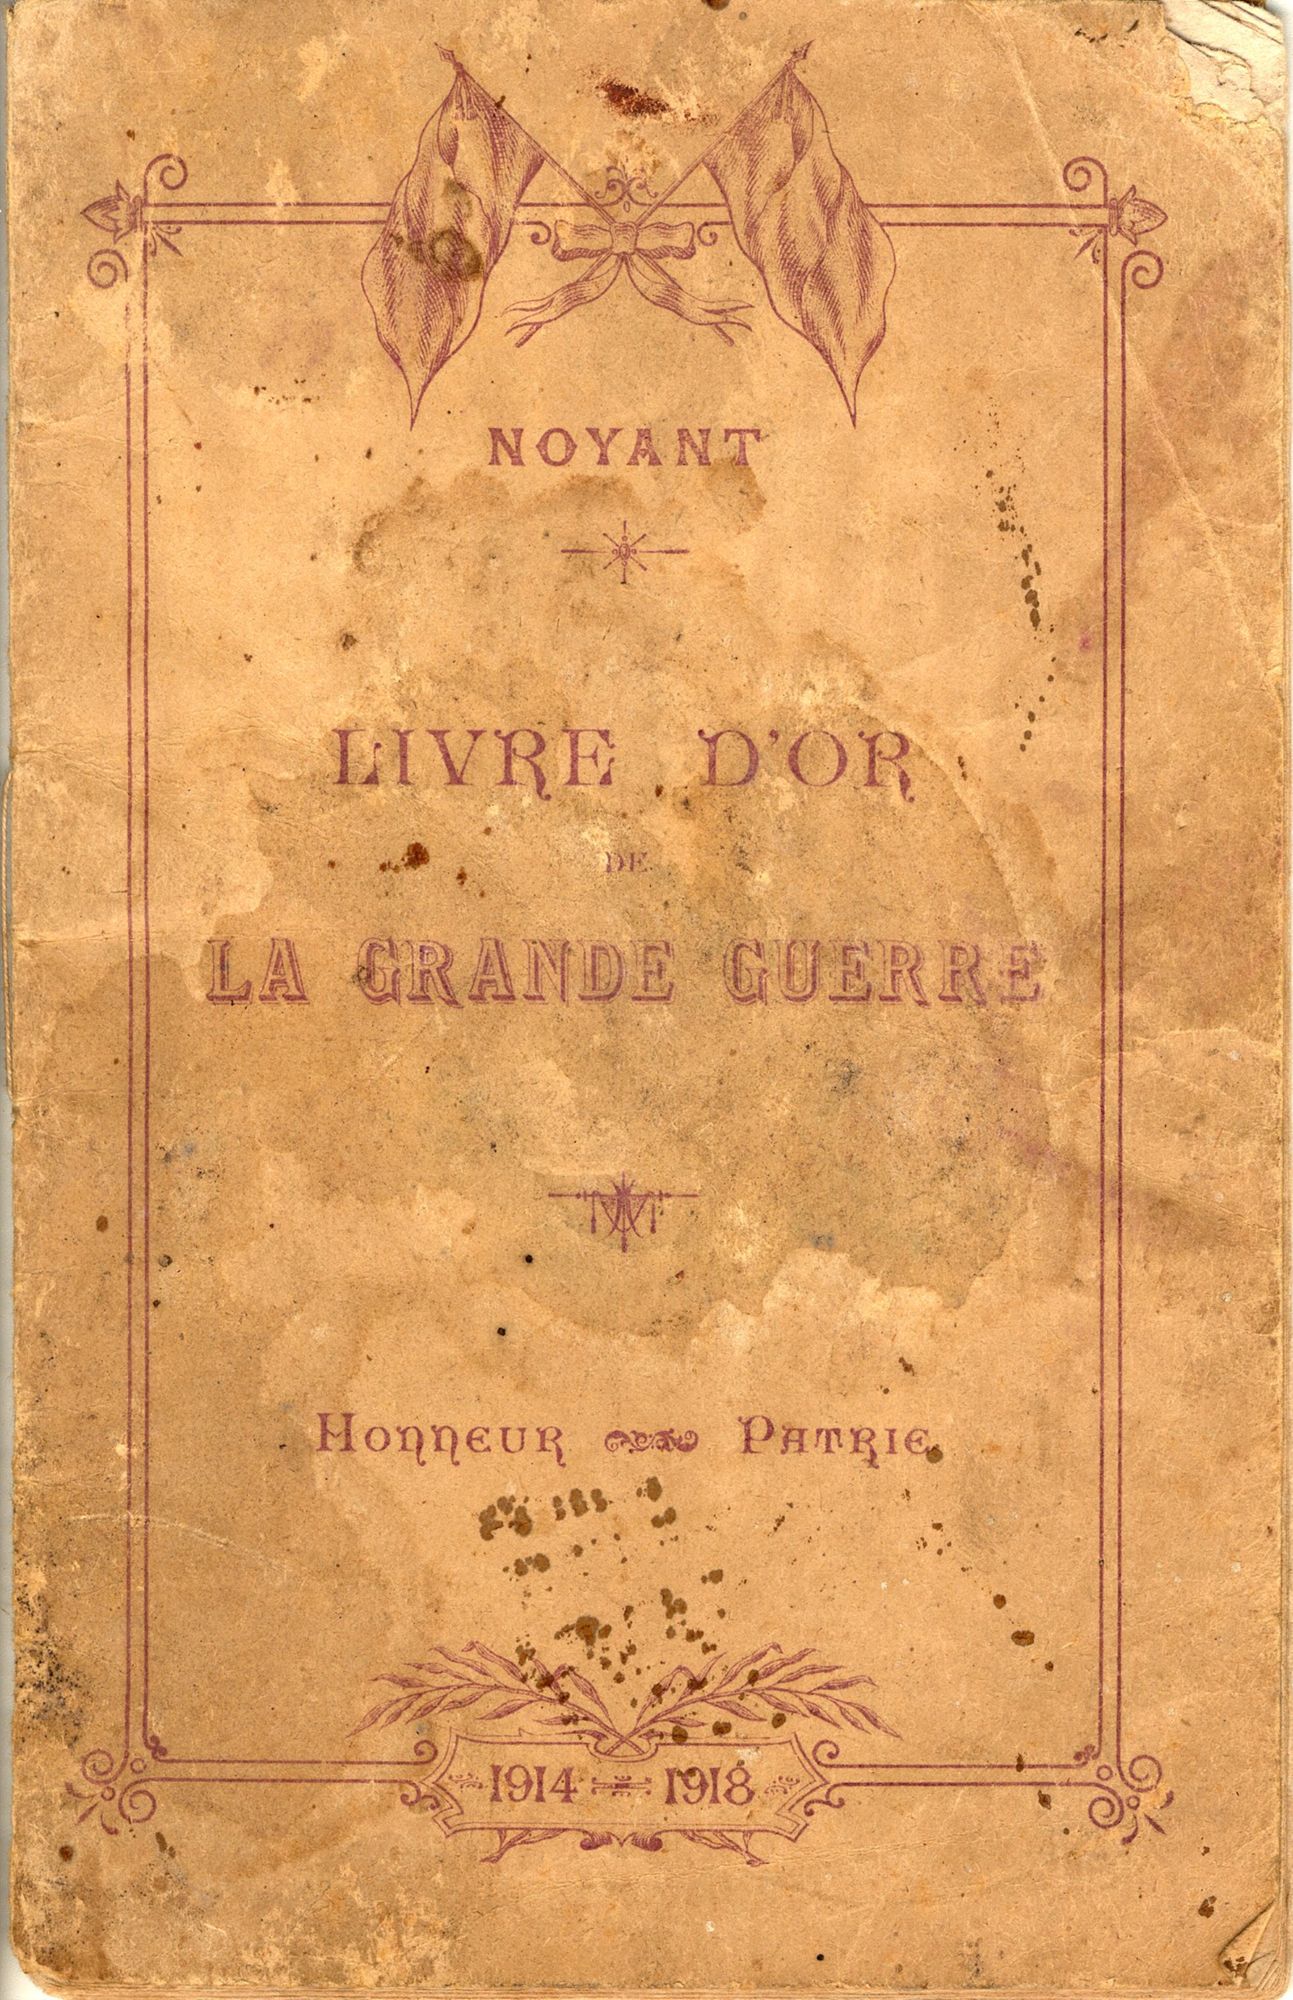 NOYANT
LIVRE D'OR
DE
LA GRANDE GUERRE
HONNEUR PATRIE
1914 = 1918